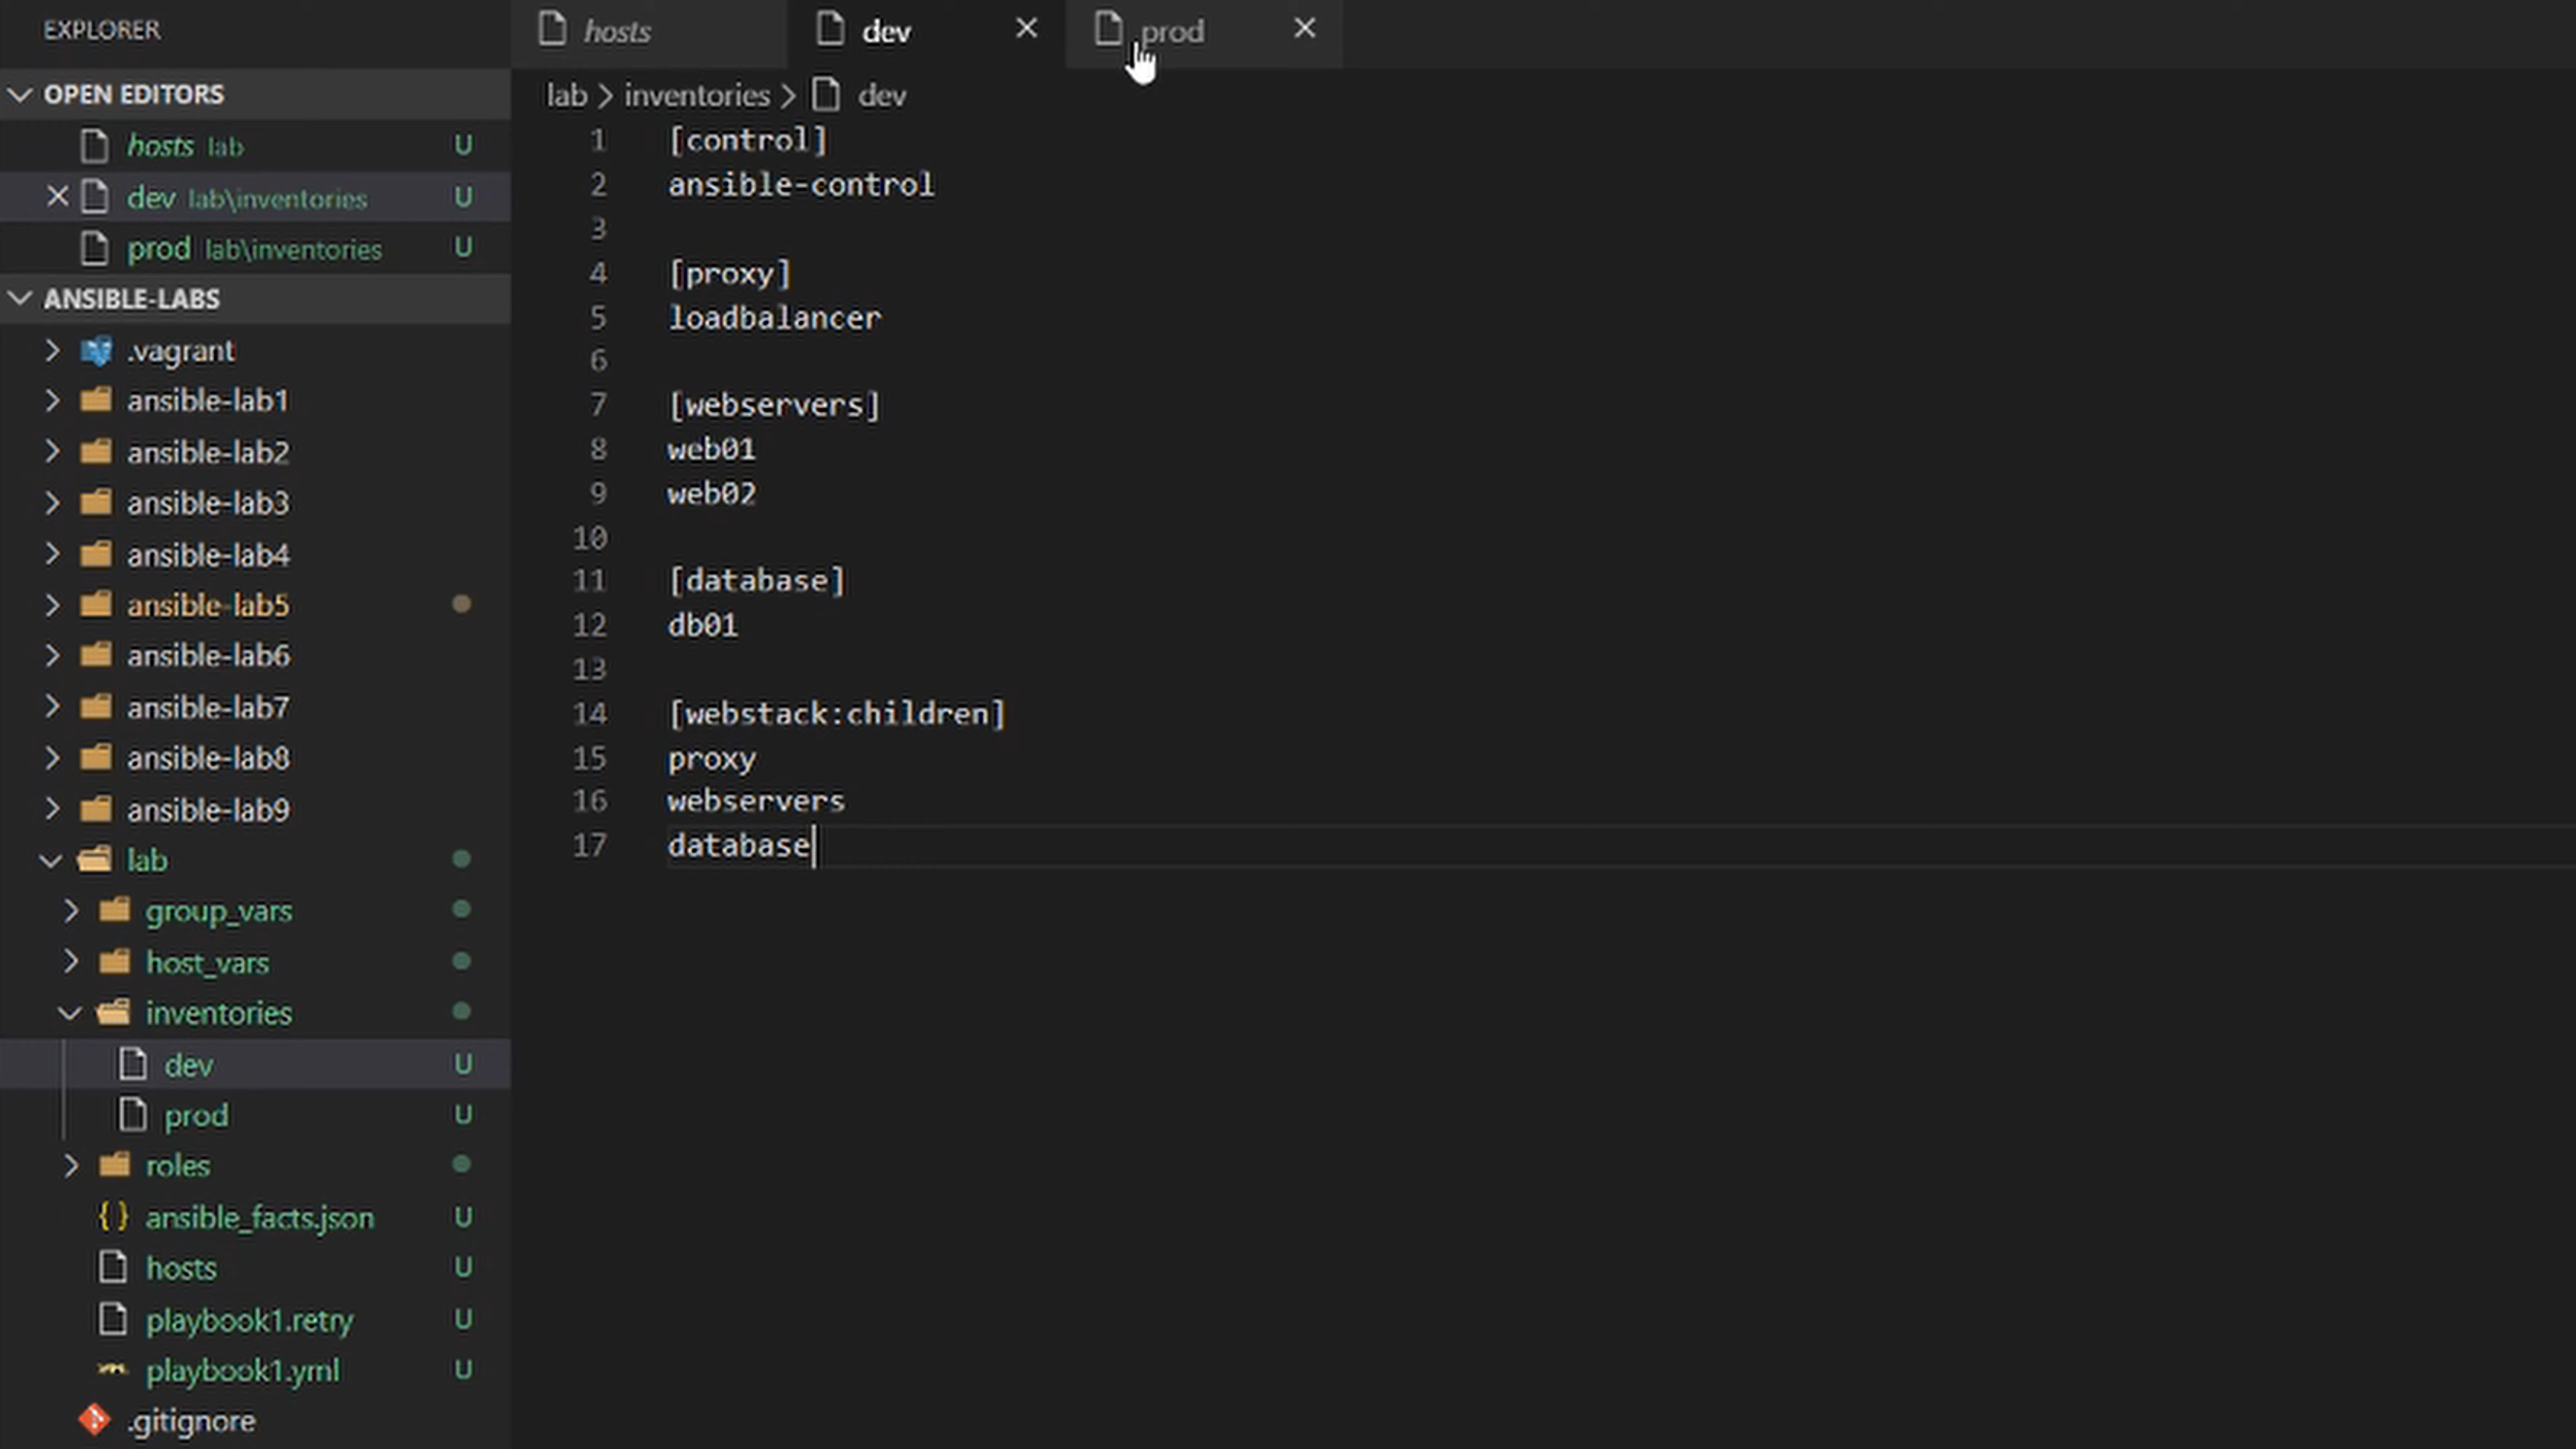 EXPLORER
OPEN EDITORS
hosts lab U
dev lab\inventories U
prod lab\inventories U
ANSIBLE-LABS
.vagrant
ansible-lab1
ansible-lab2
ansible-lab3
ansible-lab4
ansible-lab5
ansible-lab6
ansible-lab7
ansible-lab8
ansible-lab9
lab
group_vars
host_vars
inventories
dev U
prod U
roles
{ } ansible_facts.json U
hosts U
playbook1.retry U
playbook1.yml U
.gitignore
hosts dev prod
lab > inventories > dev
1 [control]
2 ansible-control
3
4 [proxy]
5 loadbalancer
6
7 [webservers]
8 web01
9 web02
10
11 [database]
12 db01
13
14 [webstack:children]
15 proxy
16 webservers
17 database